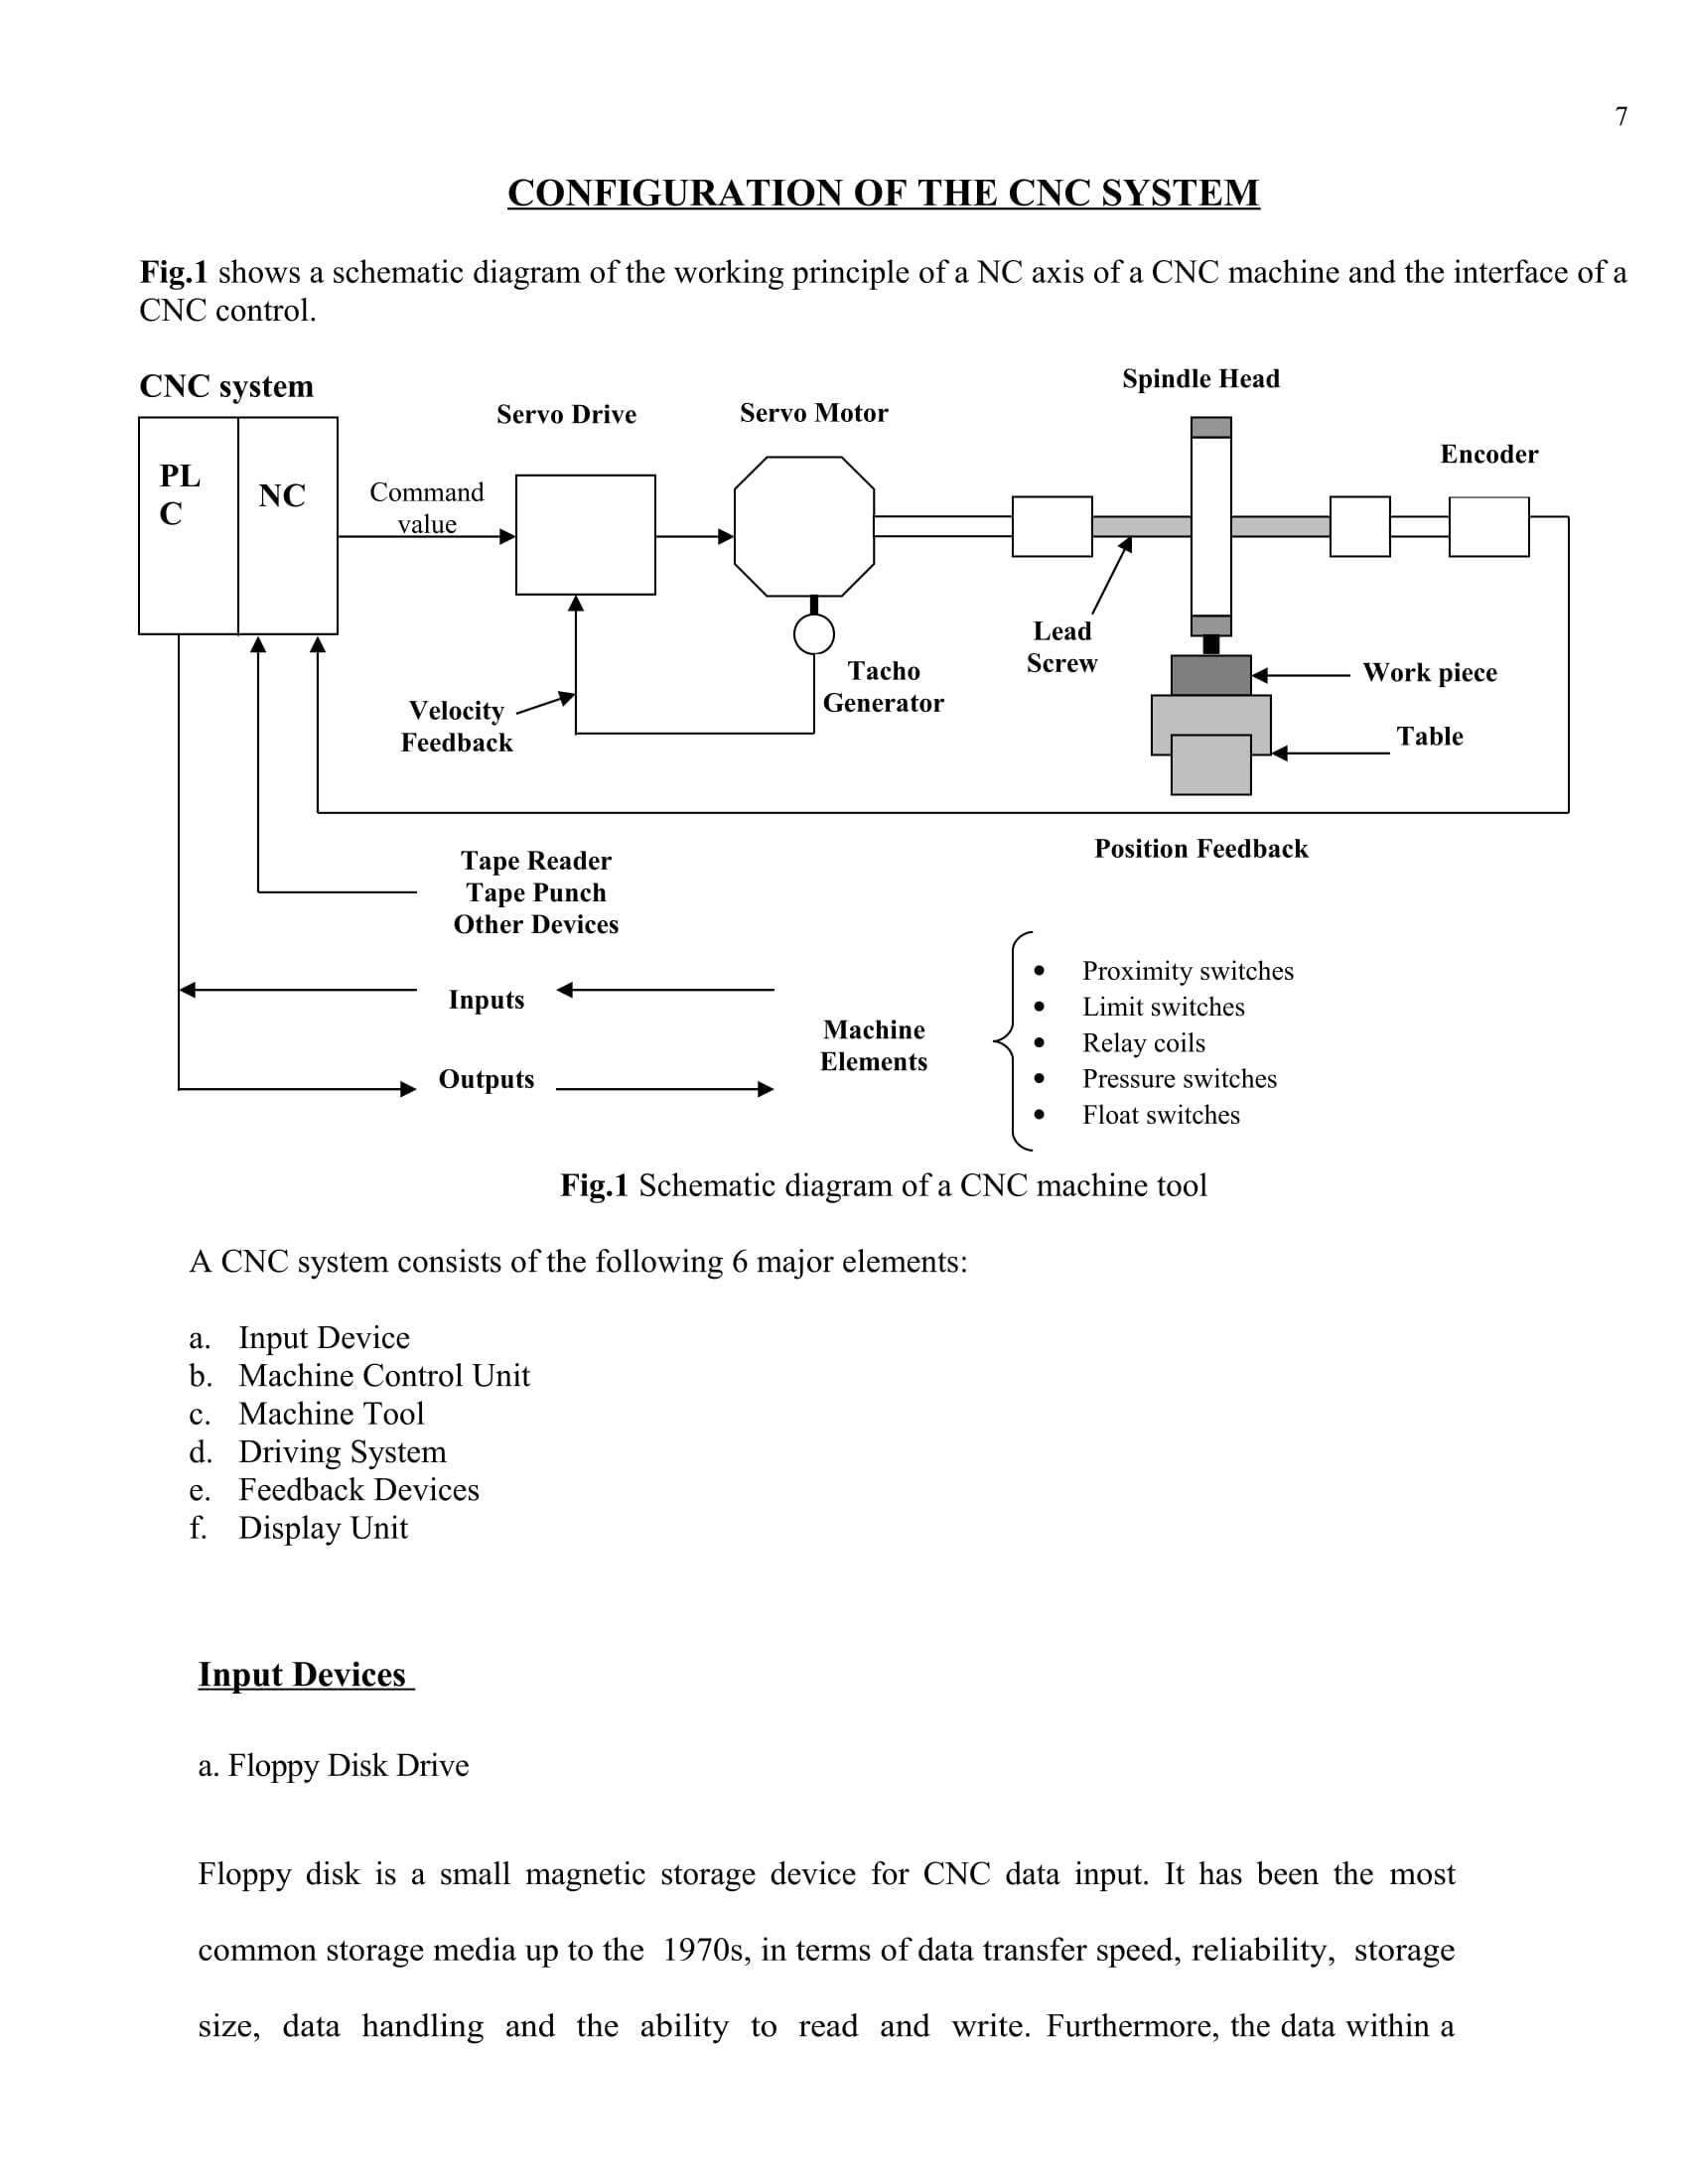 7
CONFIGURATION OF THE CNC SYSTEM
Fig.1 shows a schematic diagram of the working principle of a NC axis of a CNC machine and the interface of a
CNC control.
CNC system
Servo Drive
Servo Motor
Spindle Head
Encoder
PL
C
NC
Command
value
Lead
Screw
Tacho
Generator
Work piece
Velocity
Feedback
Table
Position Feedback
Tape Reader
Tape Punch
Other Devices
Inputs
Outputs
Machine
Elements
• Proximity switches
• Limit switches
• Relay coils
• Pressure switches
• Float switches
Fig.1 Schematic diagram of a CNC machine tool
A CNC system consists of the following 6 major elements:
a. Input Device
b. Machine Control Unit
c. Machine Tool
d. Driving System
e. Feedback Devices
f. Display Unit
Input Devices
a. Floppy Disk Drive
Floppy disk is a small magnetic storage device for CNC data input. It has been the most
common storage media up to the 1970s, in terms of data transfer speed, reliability, storage
size, data handling and the ability to read and write. Furthermore, the data within a